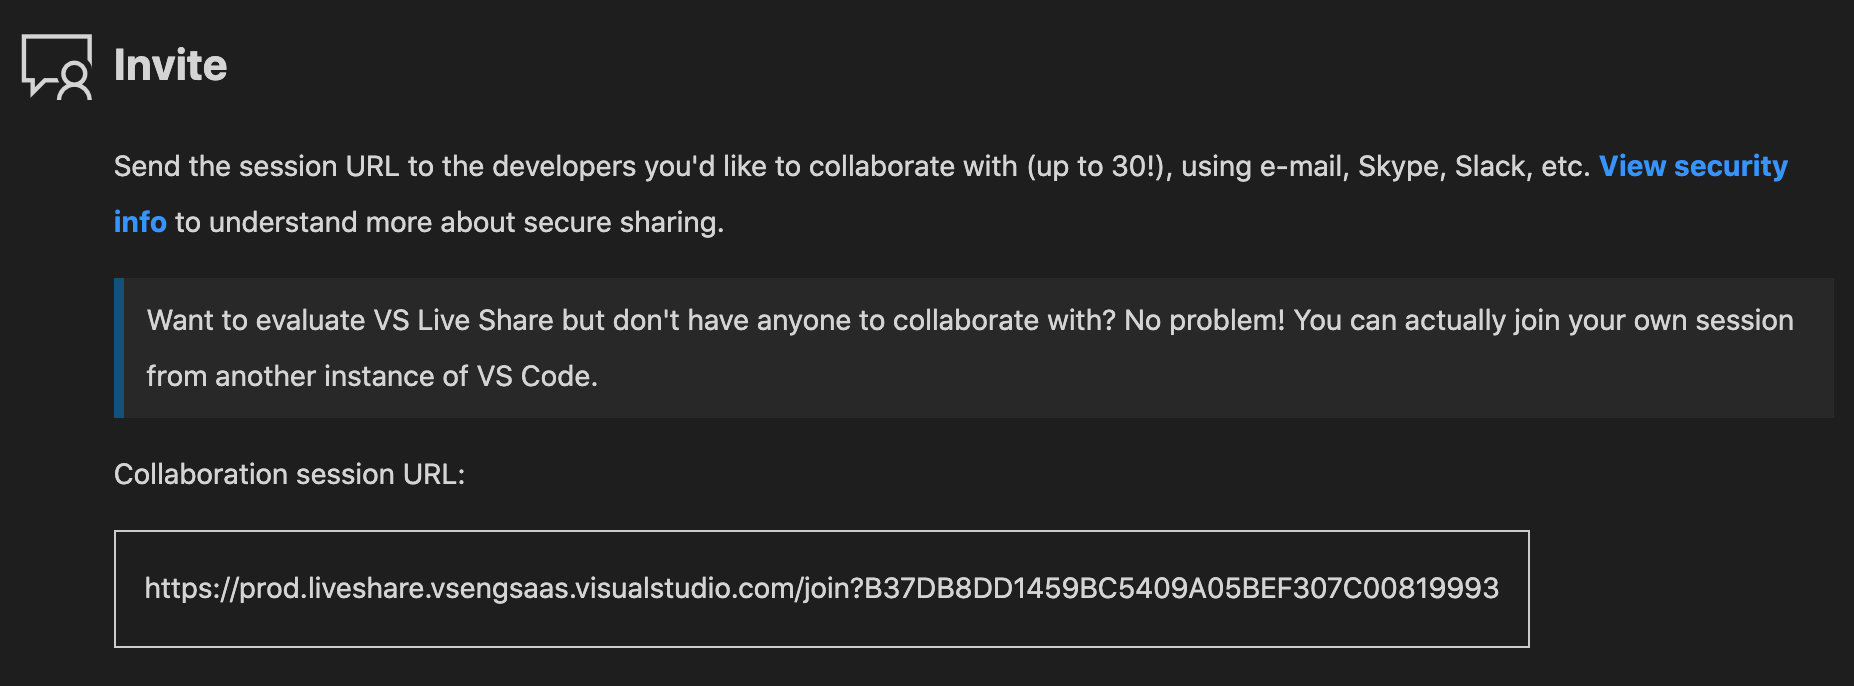 Invite
Send the session URL to the developers you'd like to collaborate with (up to 30!), using e-mail, Skype, Slack, etc. View security
info to understand more about secure sharing.
Want to evaluate VS Live Share but don't have anyone to collaborate with? No problem! You can actually join your own session
from another instance of VS Code.
Collaboration session URL:
https://prod.liveshare.vsengsaas.visualstudio.com/join?B37DB8DD1459BC5409A05BEF307C00819993